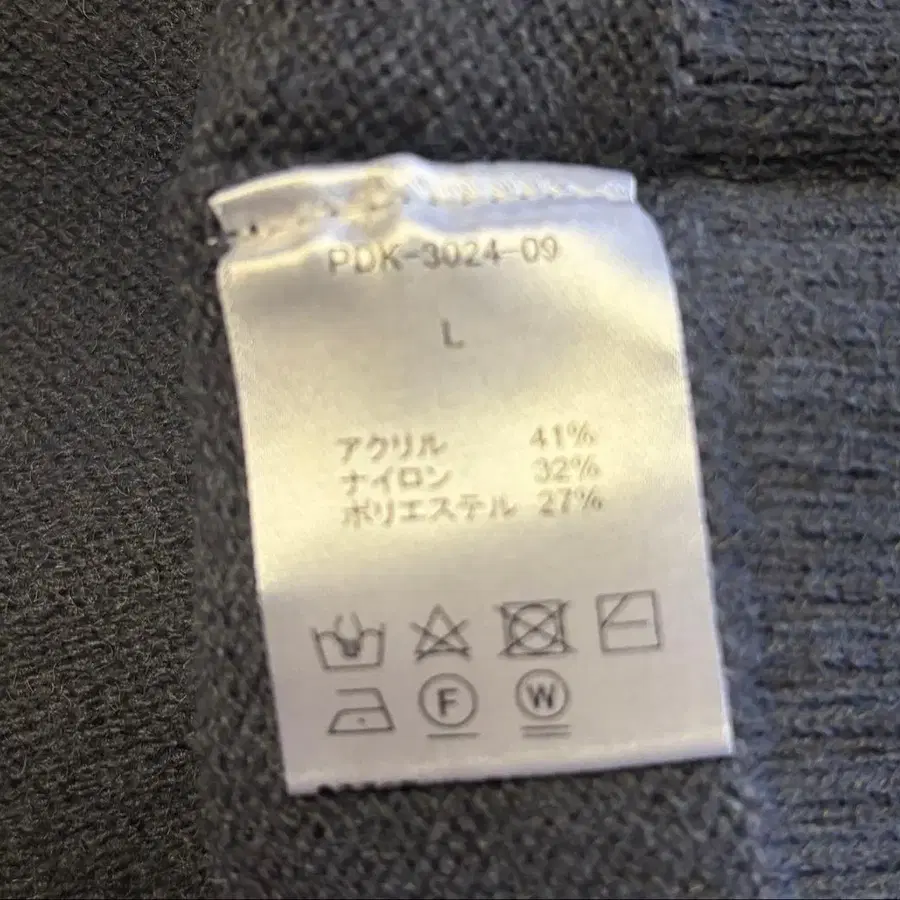 PDK-3024-09
L
アクリル 41%
ナイロン 32%
ポリエステル 27%
F W